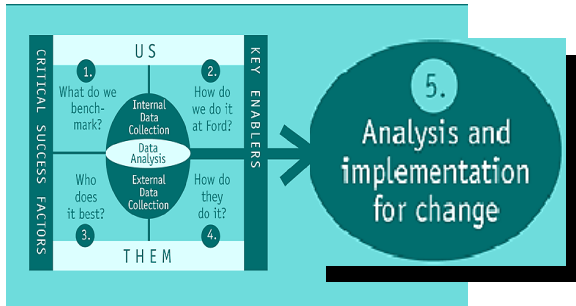 US
CRITICAL SUCCESS FACTORS
KEY ENABLERS
1.
What do we
bench-
mark?
2.
How do
we do it
at Ford?
Internal
Data
Collection
Data
Analysis
External
Data
Collection
Who
does
it best?
3.
How do
they
do it?
4.
THEM
5.
Analysis and
implementation
for change